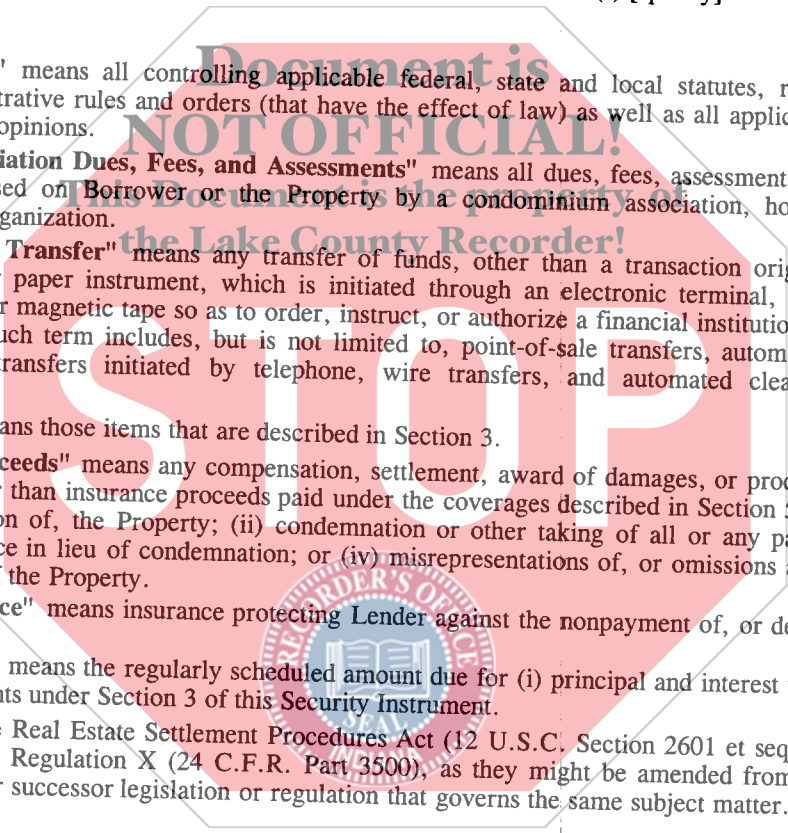 " means all controlling applicable federal, state and local statutes, r
trative rules and orders (that have the effect of law) as well as all applic
opinions.
iation Dues, Fees, and Assessments" means all dues, fees, assessment
sed on Borrower or the Property by a condominium association, ho
ganization.
Transfer" means any transfer of funds, other than a transaction orig
paper instrument, which is initiated through an electronic terminal,
r magnetic tape so as to order, instruct, or authorize a financial institutio
uch term includes, but is not limited to, point-of-sale transfers, autom
transfers initiated by telephone, wire transfers, and automated clea
ans those items that are described in Section 3.
ceeds" means any compensation, settlement, award of damages, or proc
r than insurance proceeds paid under the coverages described in Section
on of, the Property; (ii) condemnation or other taking of all or any pa
ce in lieu of condemnation; or (iv) misrepresentations of, or omissions
the Property.
ce" means insurance protecting Lender against the nonpayment of, or de
means the regularly scheduled amount due for (i) principal and interest
nts under Section 3 of this Security Instrument.
Real Estate Settlement Procedures Act (12 U.S.C. Section 2601 et seq
Regulation X (24 C.F.R. Part 3500), as they might be amended from
r successor legislation or regulation that governs the same subject matter.
Document is
NOT OFFICIAL!
This Document is the property of
the Lake County Recorder!
STOP
RECORDER'S OFFICE
SEAL
INDIANA